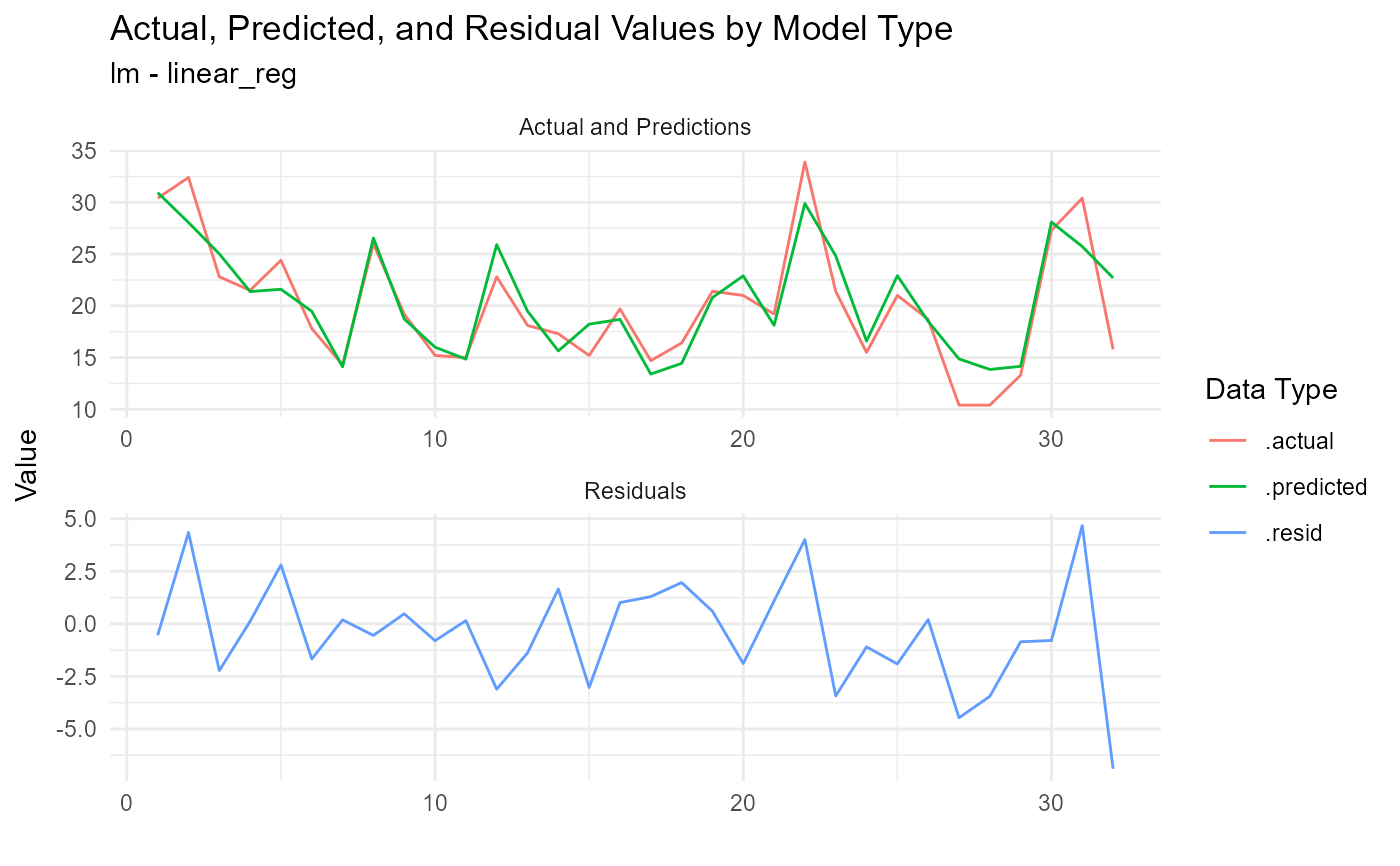 Actual, Predicted, and Residual Values by Model Type
lm - linear_reg
Actual and Predictions
35
30
25
20
15
10
0 10 20 30
Value
Residuals
5.0
2.5
0.0
-2.5
-5.0
0 10 20 30
Data Type
.actual
.predicted
.resid